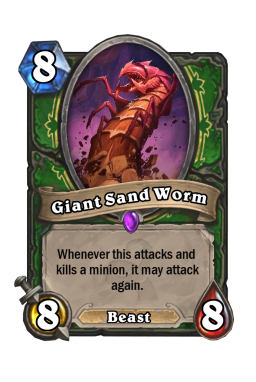 8
Giant Sand Worm
Whenever this attacks and
kills a minion, it may attack
again.
8
Beast
8